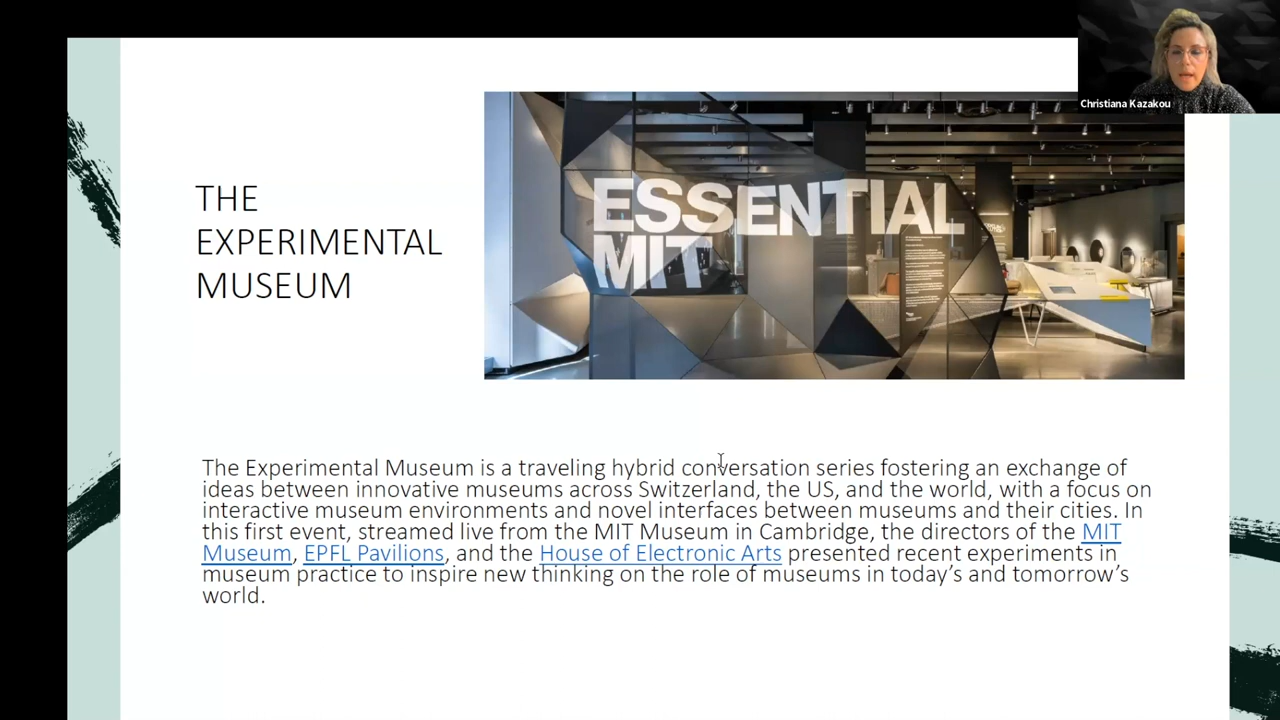 Christiana Kazakou
THE
EXPERIMENTAL
MUSEUM
ESSENTIAL
MIT
The Experimental Museum is a traveling hybrid conversation series fostering an exchange of
ideas between innovative museums across Switzerland, the US, and the world, with a focus on
interactive museum environments and novel interfaces between museums and their cities. In
this first event, streamed live from the MIT Museum in Cambridge, the directors of the MIT
Museum, EPFL Pavilions, and the House of Electronic Arts presented recent experiments in
museum practice to inspire new thinking on the role of museums in today’s and tomorrow’s
world.